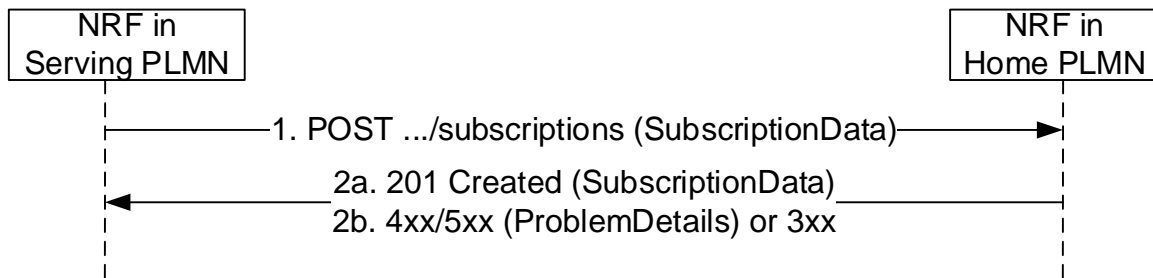 NRF in
Serving PLMN
NRF in
Home PLMN
1. POST .../subscriptions (SubscriptionData)
2a. 201 Created (SubscriptionData)
2b. 4xx/5xx (ProblemDetails) or 3xx